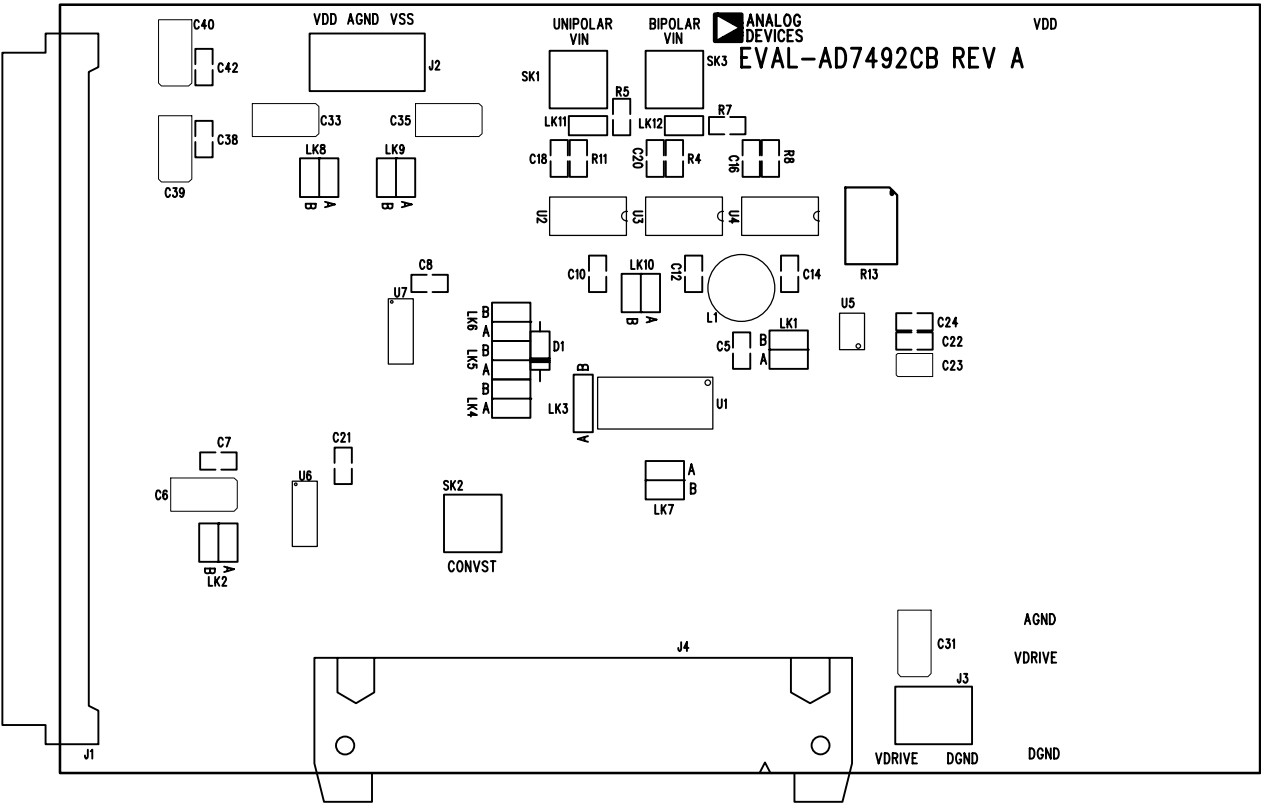 C40
VDD AGND VSS
UNIPOLAR
VIN
BIPOLAR
VIN
ANALOG
DEVICES
VDD
EVAL-AD7492CB REV A
C42
J2
SK1
SK3
R5
R7
C33
C35
LK11
LK12
C38
LK8
LK9
C18
R11
C20
R4
C16
R8
C39
B A
B A
U2
U3
U4
C8
C10
LK10
C12
C14
R13
U7
B A
L1
U5
LK6
B
A
LK1
C24
LK5
B
A
D1
C5
B
A
C22
C23
LK4
B
A
B
LK3
A
U1
C7
C21
A
B
LK7
C6
U6
SK2
B A
LK2
CONVST
AGND
C31
J4
VDRIVE
J3
J1
VDRIVE DGND
DGND